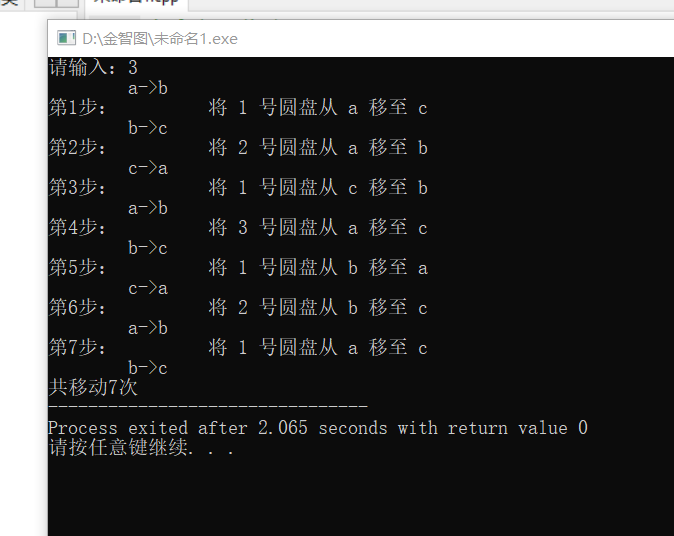 D:\金智图\未命名1.exe
请输入：3
a->b
第1步： 将 1 号圆盘从 a 移至 c
b->c
第2步： 将 2 号圆盘从 a 移至 b
c->a
第3步： 将 1 号圆盘从 c 移至 b
a->b
第4步： 将 3 号圆盘从 a 移至 c
b->c
第5步： 将 1 号圆盘从 b 移至 a
c->a
第6步： 将 2 号圆盘从 b 移至 c
a->b
第7步： 将 1 号圆盘从 a 移至 c
b->c
共移动7次
--------------------------------
Process exited after 2.065 seconds with return value 0
请按任意键继续. . .